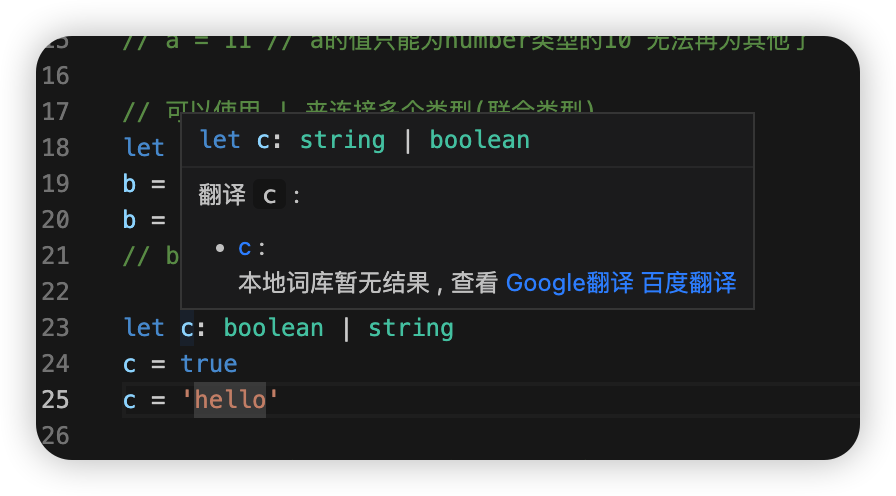 15 // a = 11 // a的值只能为number类型的10 无法再为其他了
16
17 // 可以使用 | 来连接多个类型(联合类型)
let c: string | boolean
18 let
翻译 c :
19 b =
20 b =
• c :
21 // b
本地词库暂无结果 , 查看 Google翻译 百度翻译
22
23 let c: boolean | string
24 c = true
25 c = 'hello'
26